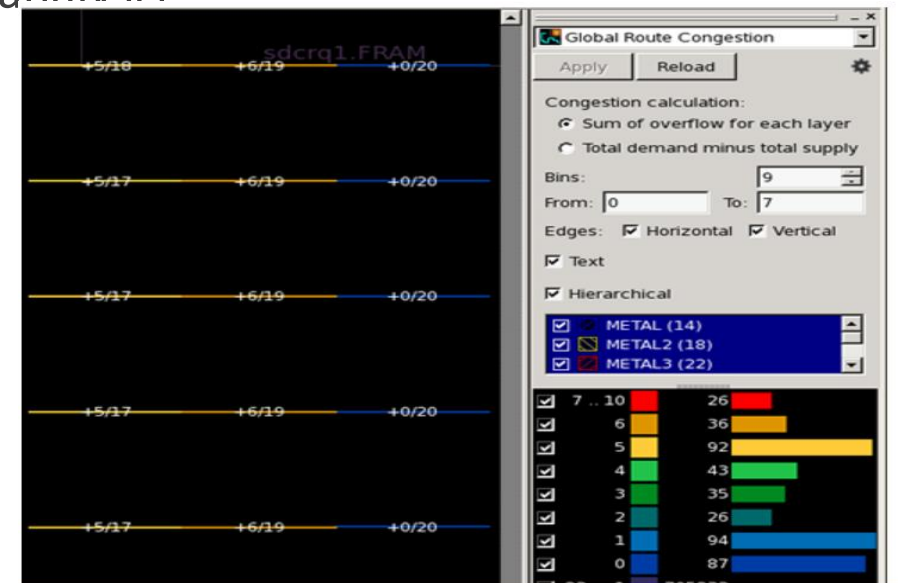 sdcrq1.FRAM
+5/18 +6/19 +0/20
+5/17 +6/19 +0/20
+5/17 +6/19 +0/20
+5/17 +6/19 +0/20
+5/17 +6/19 +0/20
Global Route Congestion
Apply Reload
Congestion calculation:
Sum of overflow for each layer
Total demand minus total supply
Bins: 9
From: 0 To: 7
Edges: Horizontal Vertical
Text
Hierarchical
METAL (14)
METAL2 (18)
METAL3 (22)
7 .. 10 26
6 36
5 92
4 43
3 35
2 26
1 94
0 87